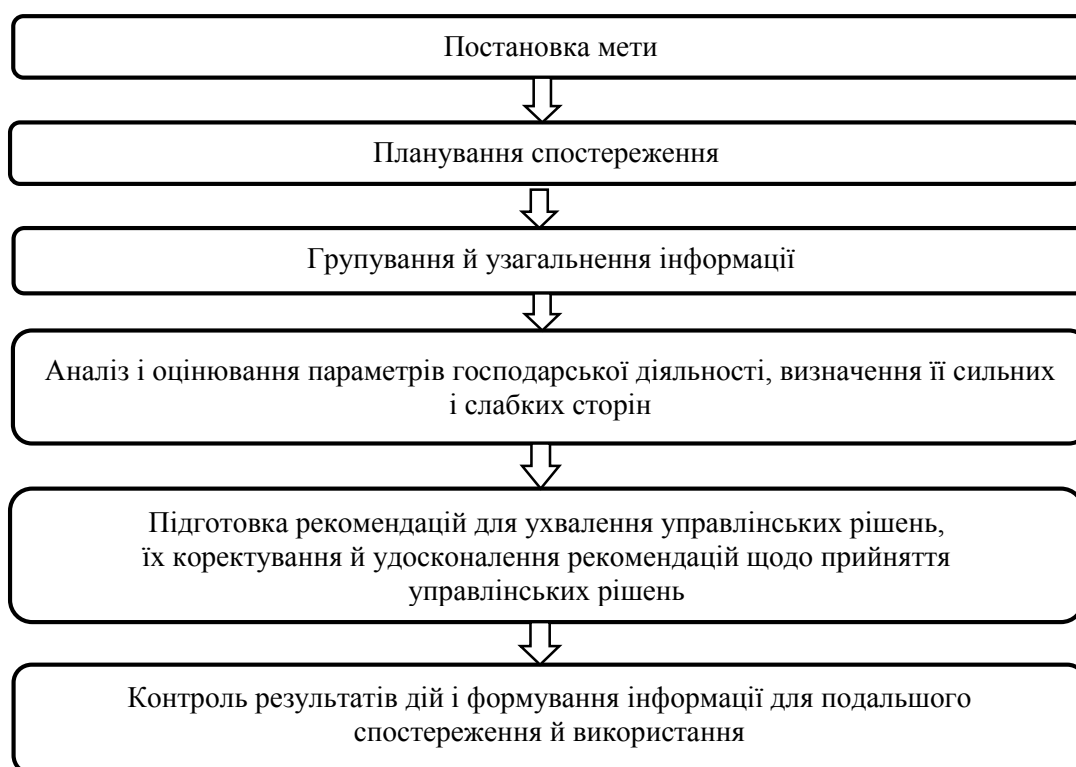 Постановка мети
Планування спостереження
Групування й узагальнення інформації
Аналіз і оцінювання параметрів господарської діяльності, визначення її сильних
і слабких сторін
Підготовка рекомендацій для ухвалення управлінських рішень,
їх коректування й удосконалення рекомендацій щодо прийняття
управлінських рішень
Контроль результатів дій і формування інформації для подальшого
спостереження й використання